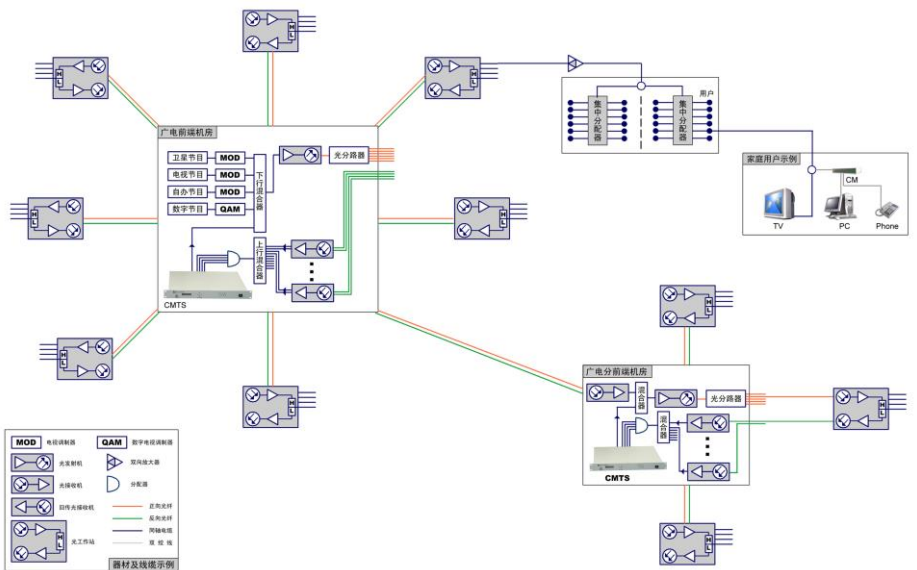 广电前端机房
卫星节目
MOD
电视节目
MOD
自办节目
MOD
数字节目
QAM
下行混合器
光分路器
上行混合器
CMTS
H
L
H
L
H
L
H
L
H
L
H
L
H
L
H
L
集中分配器
集中分配器
用户
家庭用户示例
TV
PC
CM
Phone
广电分前端机房
混合器
光分路器
混合器
CMTS
H
L
H
L
H
L
MOD 电视调制器
QAM 数字电视调制器
光发射机
双向放大器
光接收机
分配器
回传光接收机
正向光纤
反向光纤
同轴电缆
双绞线
H
L
光工作站
器材及线缆示例